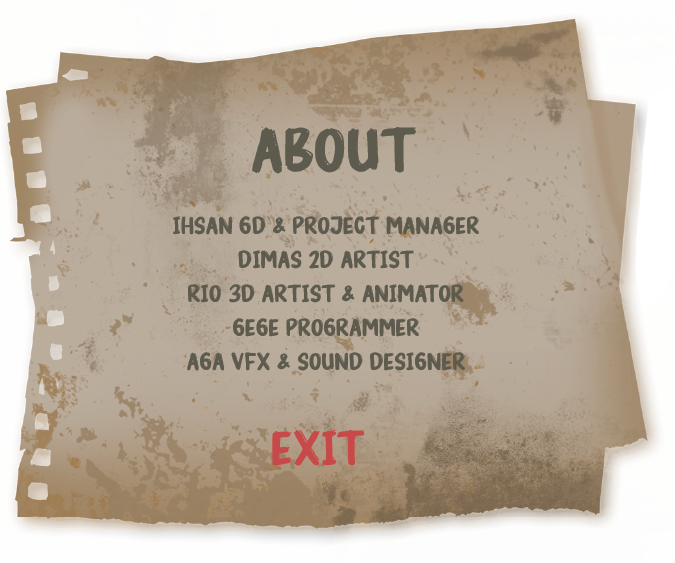 ABOUT
IHSAN GD & PROJECT MANAGER
DIMAS 2D ARTIST
RIO 3D ARTIST & ANIMATOR
GEGE PROGRAMMER
AGA VFX & SOUND DESIGNER
EXIT